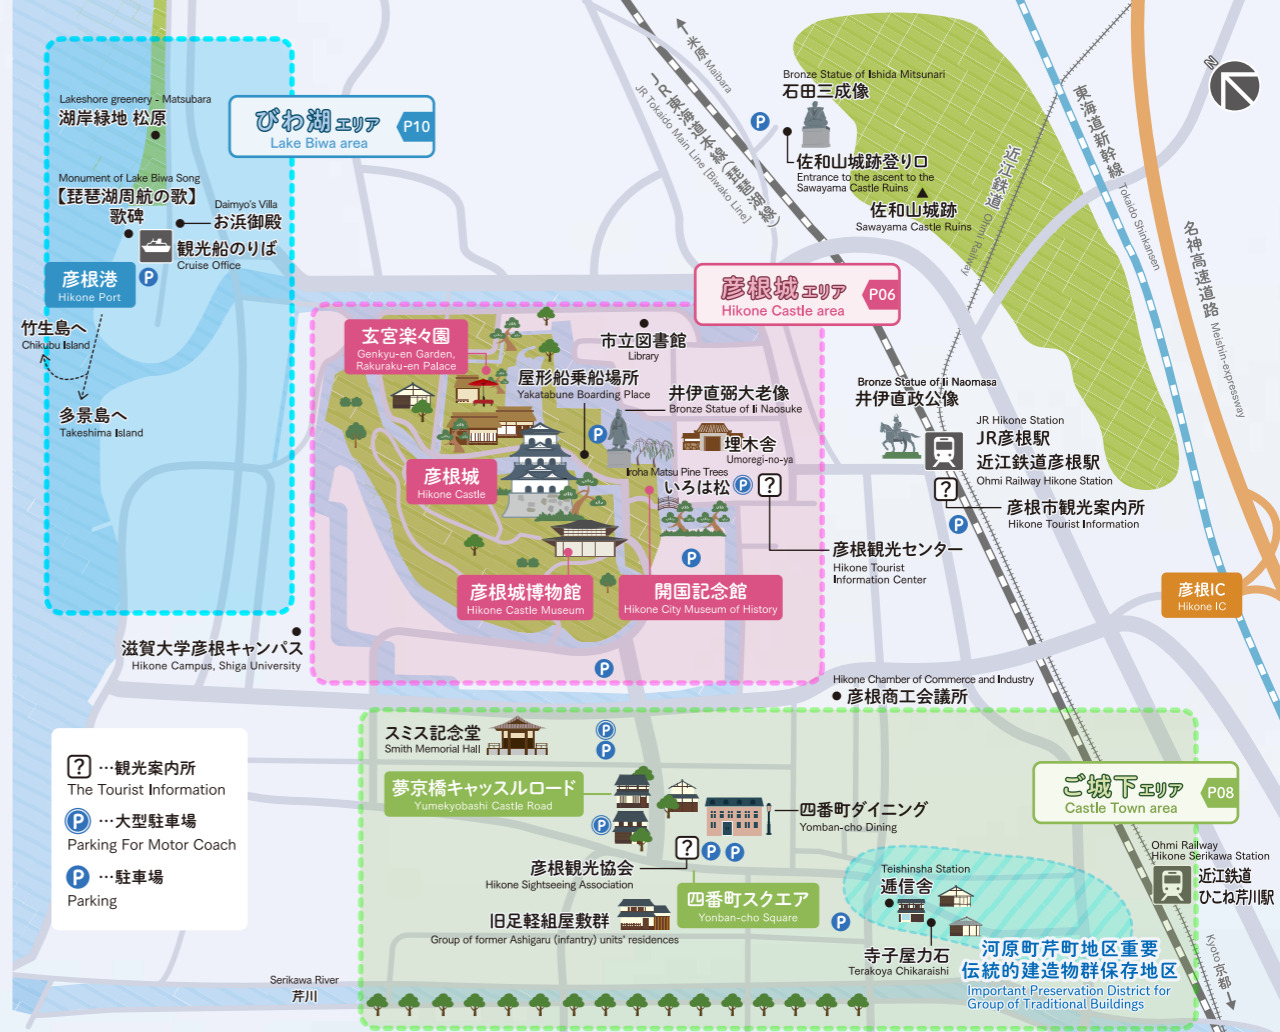 Lakeshore greenery - Matsubara
湖岸緑地 松原
びわ湖エリア
Lake Biwa area
P10
Monument of Lake Biwa Song
【琵琶湖周航の歌】
歌碑
Daimyo's Villa
お浜御殿
観光船のりば
Cruise Office
P
彦根港
Hikone Port
竹生島へ
Chikubu Island
多景島へ
Takeshima Island
米原 Maibara
JR東海道本線(琵琶湖線)
JR Tokaido Main Line [Biwako Line]
Bronze Statue of Ishida Mitsunari
石田三成像
P
佐和山城跡登り口
Entrance to the ascent to the
Sawayama Castle Ruins
佐和山城跡
Sawayama Castle Ruins
近江鉄道 Ohmi Railway
東海道新幹線 Tokaido Shinkansen
名神高速道路 Meishin-expressway
N
彦根城エリア
Hikone Castle area
P06
玄宮楽々園
Genkyu-en Garden,
Rakuraku-en Palace
市立図書館
Library
屋形船乗船場所
Yakatabune Boarding Place
井伊直弼大老像
Bronze Statue of Ii Naosuke
P
埋木舎
Umoregi-no-ya
彦根城
Hikone Castle
Iroha Matsu Pine Trees
いろは松
P
?
P
彦根城博物館
Hikone Castle Museum
開国記念館
Hikone City Museum of History
P
Bronze Statue of Ii Naomasa
井伊直政公像
JR Hikone Station
JR彦根駅
近江鉄道彦根駅
Ohmi Railway Hikone Station
?
彦根市観光案内所
Hikone Tourist Information
P
彦根観光センター
Hikone Tourist
Information Center
彦根IC
Hikone IC
滋賀大学彦根キャンパス
Hikone Campus, Shiga University
Hikone Chamber of Commerce and Industry
彦根商工会議所
? …観光案内所
The Tourist Information
P …大型駐車場
Parking For Motor Coach
P …駐車場
Parking
スミス記念堂
Smith Memorial Hall
P
P
夢京橋キャッスルロード
Yumekyobashi Castle Road
P
ご城下エリア
Castle Town area
P08
四番町ダイニング
Yomban-cho Dining
?
P
P
彦根観光協会
Hikone Sightseeing Association
四番町スクエア
Yonban-cho Square
旧足軽組屋敷群
Group of former Ashigaru (infantry) units' residences
P
Teishinsha Station
逓信舎
寺子屋力石
Terakoya Chikaraishi
河原町芹町地区重要
伝統的建造物群保存地区
Important Preservation District for
Group of Traditional Buildings
Ohmi Railway
Hikone Serikawa Station
近江鉄道
ひこね芹川駅
Kyoto 京都
Serikawa River
芹川